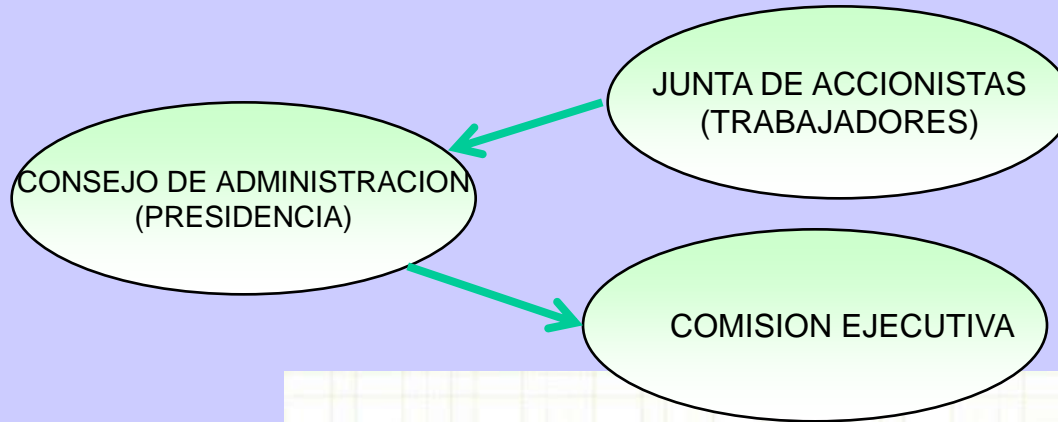 JUNTA DE ACCIONISTAS
(TRABAJADORES)
CONSEJO DE ADMINISTRACION
(PRESIDENCIA)
COMISION EJECUTIVA